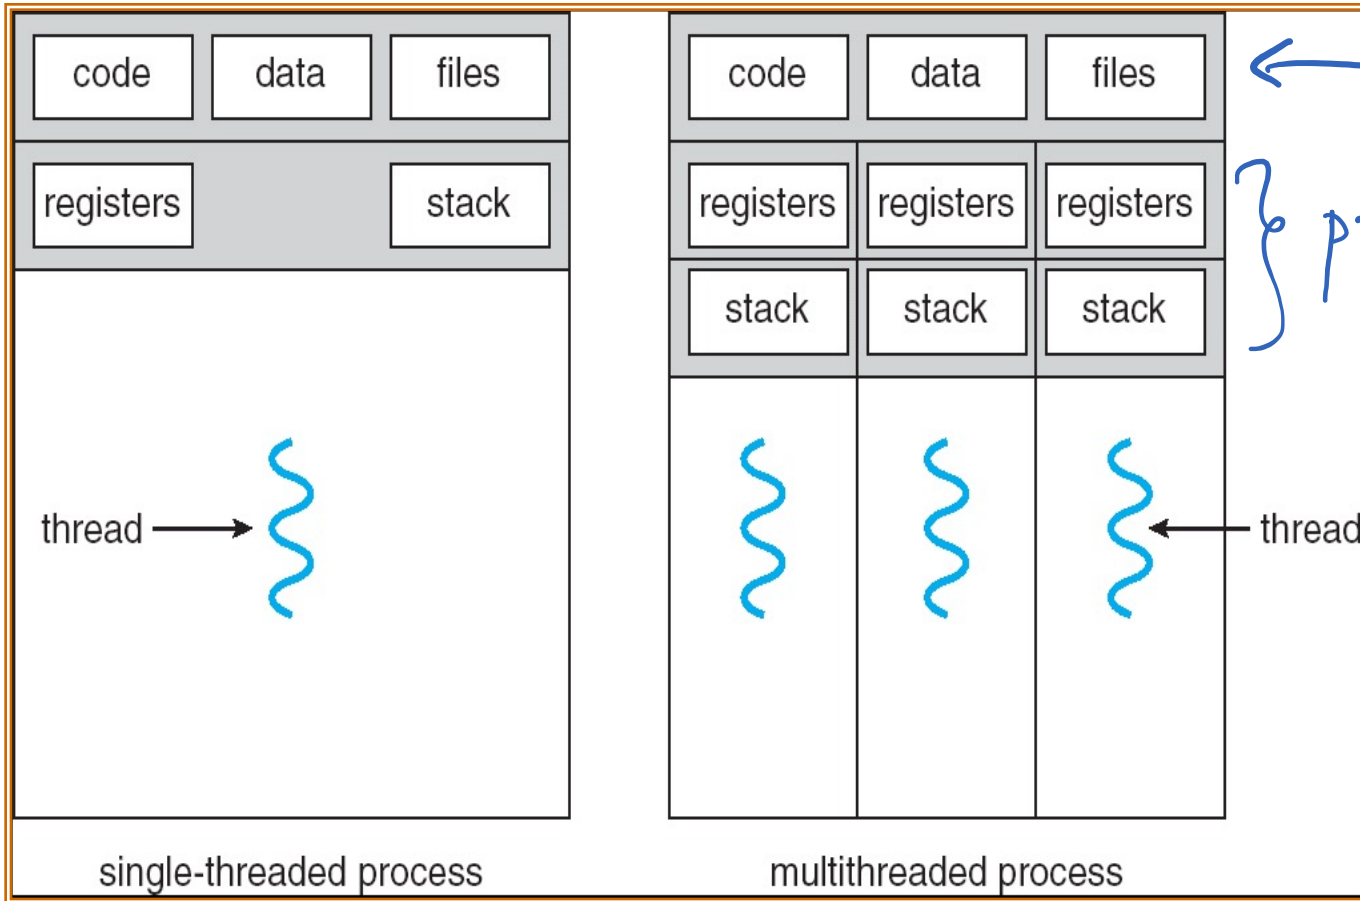 code data files
registers stack
thread
single-threaded process
code data files
registers registers registers
stack stack stack
thread
multithreaded process